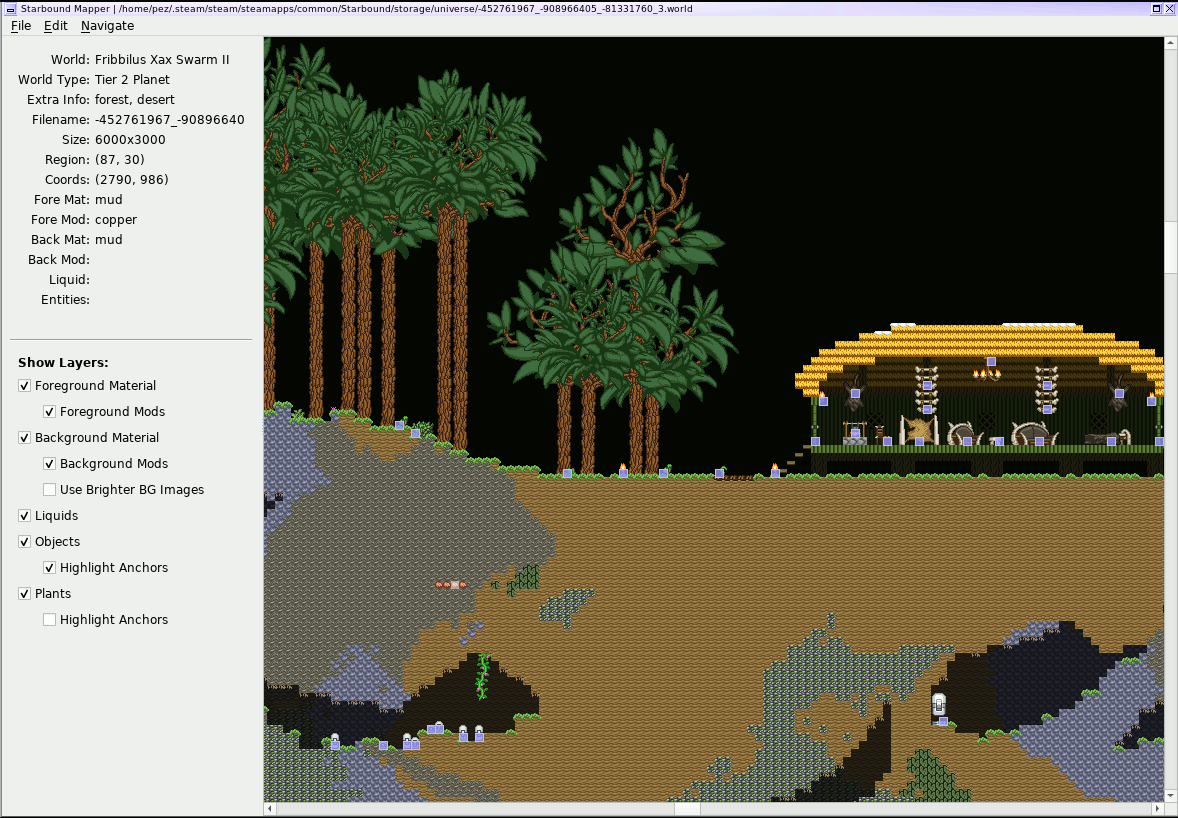 Starbound Mapper | /home/pez/.steam/steam/steamapps/common/Starbound/storage/universe/-452761967_-908966405_-81331760_3.world
File Edit Navigate
World: Fribbilus Xax Swarm II
World Type: Tier 2 Planet
Extra Info: forest, desert
Filename: -452761967_-90896640
Size: 6000x3000
Region: (87, 30)
Coords: (2790, 986)
Fore Mat: mud
Fore Mod: copper
Back Mat: mud
Back Mod:
Liquid:
Entities:
Show Layers:
Foreground Material
Foreground Mods
Background Material
Background Mods
Use Brighter BG Images
Liquids
Objects
Highlight Anchors
Plants
Highlight Anchors